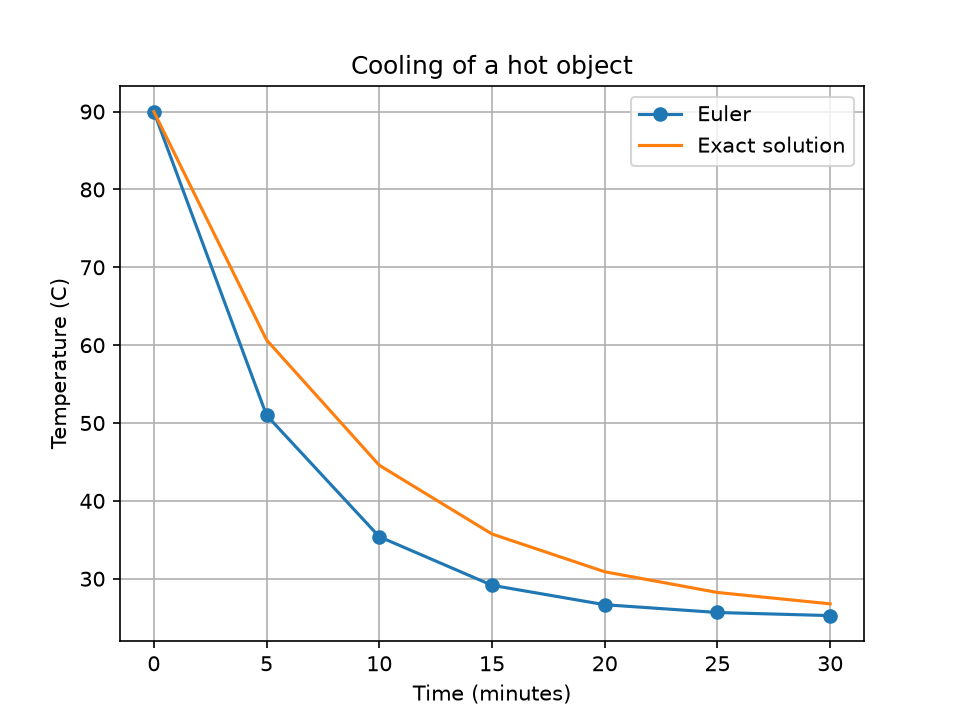 Cooling of a hot object
Euler
Exact solution
90
80
70
60
50
40
30
Temperature (C)
0 5 10 15 20 25 30
Time (minutes)